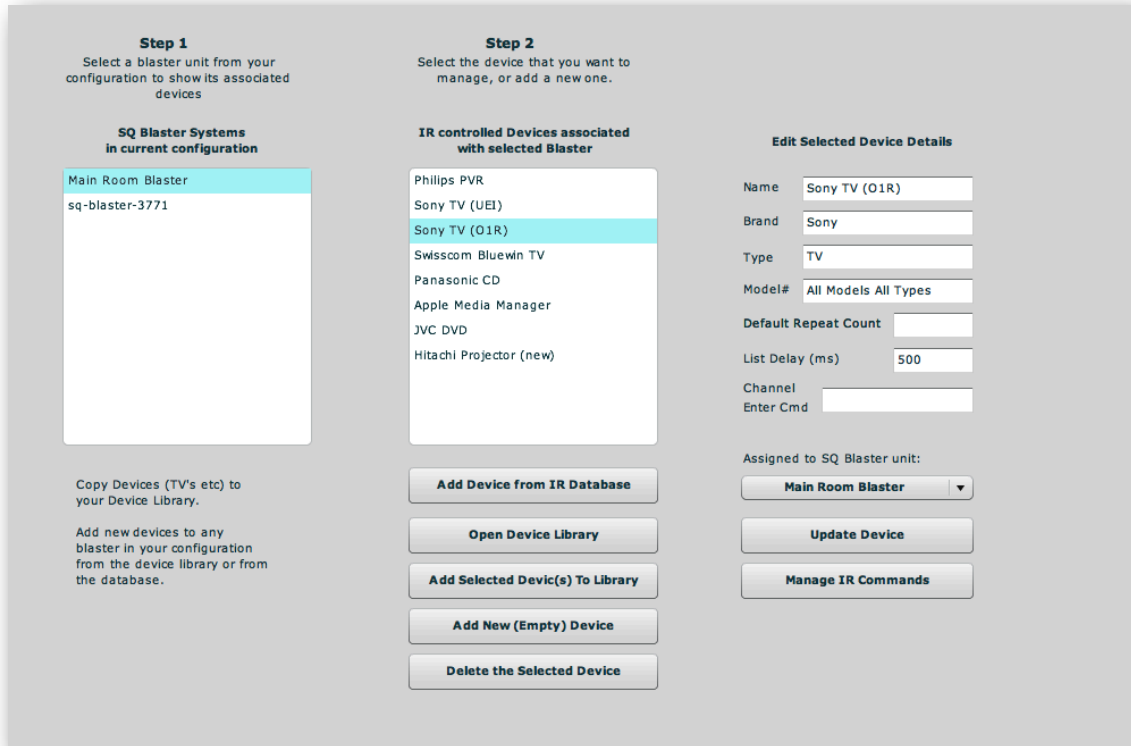 Step 1
Select a blaster unit from your
configuration to show its associated
devices
SQ Blaster Systems
in current configuration
Main Room Blaster
sq-blaster-3771
Copy Devices (TV's etc) to
your Device Library.
Add new devices to any
blaster in your configuration
from the device library or from
the database.
Step 2
Select the device that you want to
manage, or add a new one.
IR controlled Devices associated
with selected Blaster
Philips PVR
Sony TV (UEI)
Sony TV (O1R)
Swisscom Bluewin TV
Panasonic CD
Apple Media Manager
JVC DVD
Hitachi Projector (new)
Add Device from IR Database
Open Device Library
Add Selected Devic(s) To Library
Add New (Empty) Device
Delete the Selected Device
Edit Selected Device Details
Name Sony TV (O1R)
Brand Sony
Type TV
Model# All Models All Types
Default Repeat Count
List Delay (ms) 500
Channel
Enter Cmd
Assigned to SQ Blaster unit:
Main Room Blaster
Update Device
Manage IR Commands